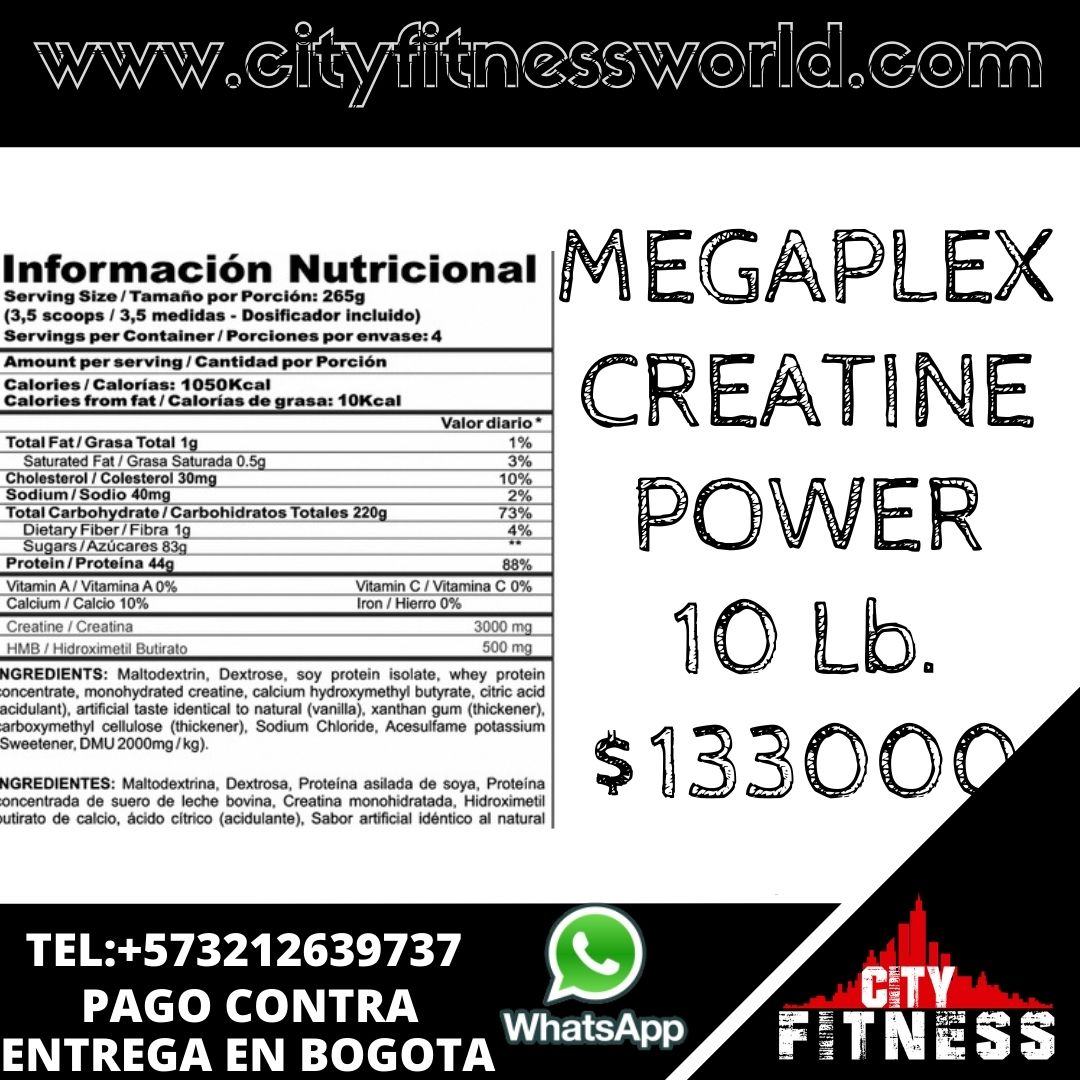 www.cityfitnessworld.com
Información Nutricional
Serving Size / Tamaño por Porción: 265g
(3,5 scoops / 3,5 medidas - Dosificador incluido)
Servings per Container / Porciones por envase: 4
Amount per serving / Cantidad por Porción
Calories / Calorías: 1050Kcal
Calories from fat / Calorías de grasa: 10Kcal
Valor diario *
Total Fat / Grasa Total 1g 1%
Saturated Fat / Grasa Saturada 0.5g 3%
Cholesterol / Colesterol 30mg 10%
Sodium / Sodio 40mg 2%
Total Carbohydrate / Carbohidratos Totales 220g 73%
Dietary Fiber / Fibra 1g 4%
Sugars / Azúcares 83g **
Protein / Proteína 44g 88%
Vitamin A / Vitamina A 0% Vitamin C / Vitamina C 0%
Calcium / Calcio 10% Iron / Hierro 0%
Creatine / Creatina 3000 mg
HMB / Hidroximetil Butirato 500 mg
NGREDIENTS: Maltodextrin, Dextrose, soy protein isolate, whey protein
concentrate, monohydrated creatine, calcium hydroxymethyl butyrate, citric acid
acidulant), artificial taste identical to natural (vanilla), xanthan gum (thickener),
carboxymethyl cellulose (thickener), Sodium Chloride, Acesulfame potassium
Sweetener, DMU 2000mg / kg).
NGREDIENTES: Maltodextrina, Dextrosa, Proteína asilada de soya, Proteína
concentrada de suero de leche bovina, Creatina monohidratada, Hidroximetil
butirato de calcio, ácido cítrico (acidulante), Sabor artificial idéntico al natural
MEGAPLEX
CREATINE
POWER
10 Lb.
$133000
TEL:+573212639737
PAGO CONTRA
ENTREGA EN BOGOTA
WhatsApp
CITY
FITNESS